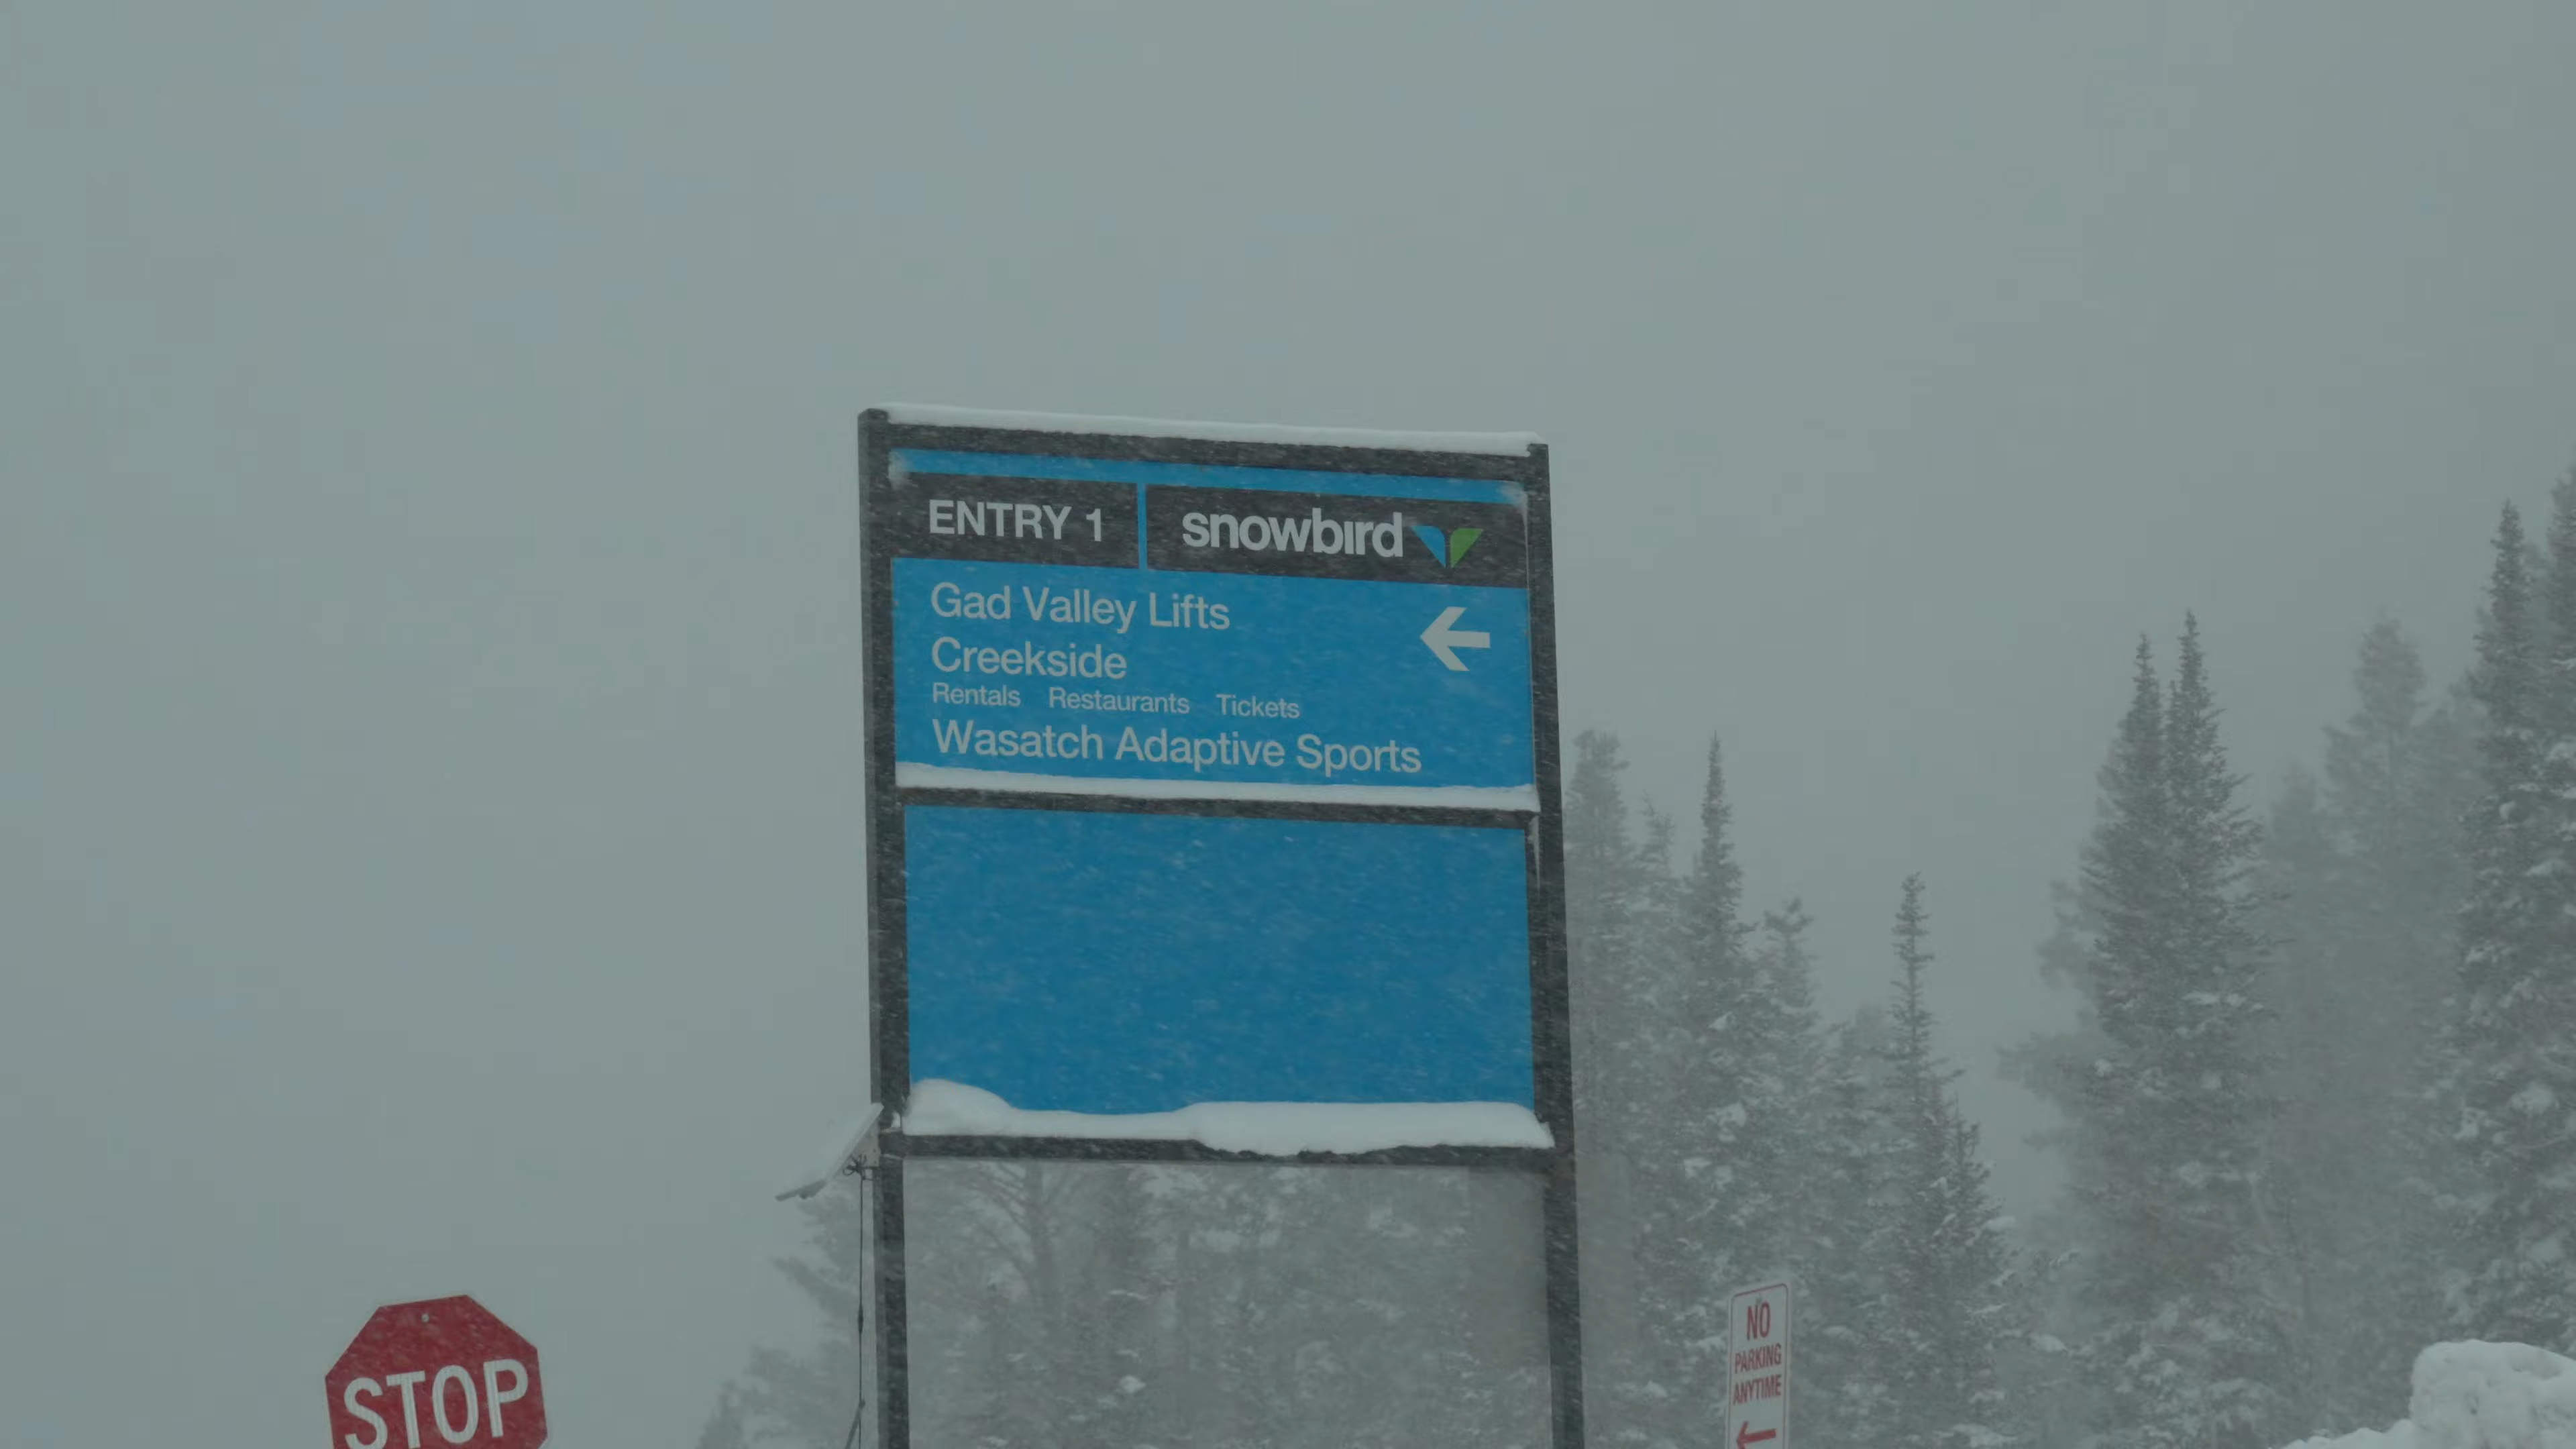 ENTRY 1 snowbird
Gad Valley Lifts
Creekside
Rentals Restaurants Tickets
Wasatch Adaptive Sports
STOP
NO
PARKING
ANYTIME